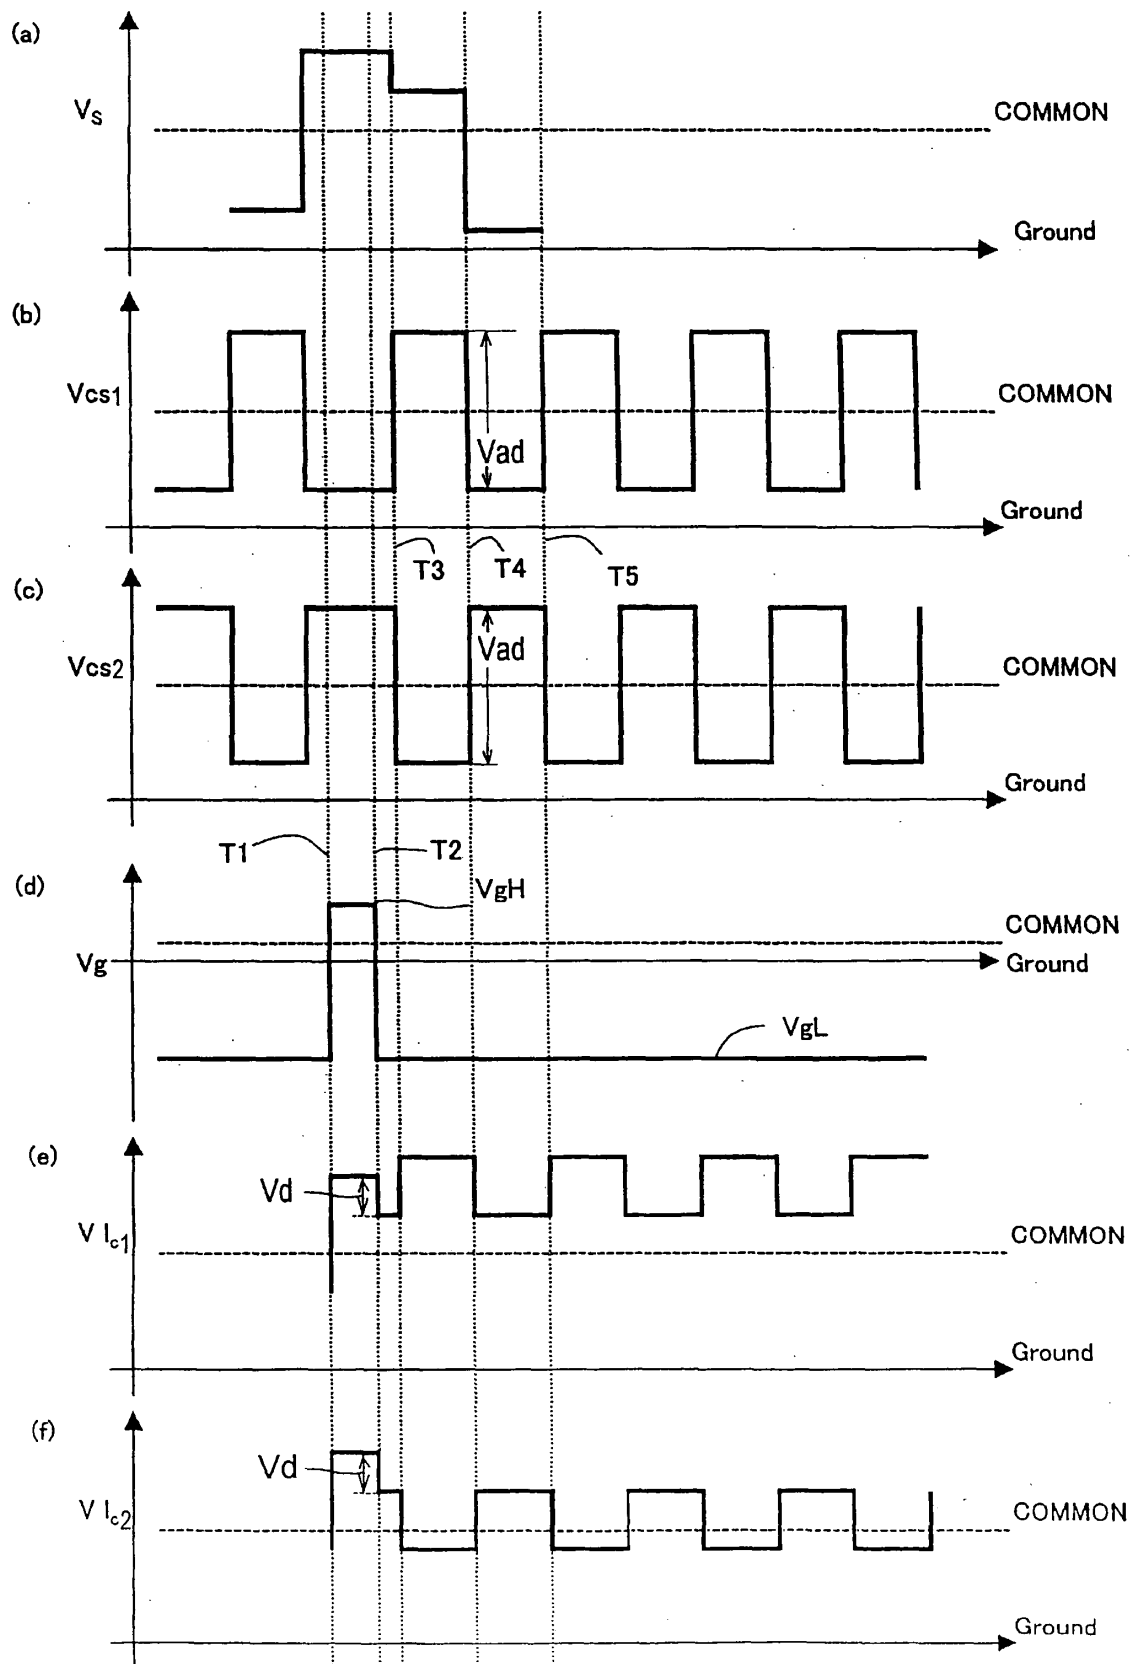 (a)
Vs
COMMON
Ground
(b)
Vcs1
COMMON
Vad
Ground
T3
T4
T5
(c)
Vcs2
Vad
COMMON
Ground
T1
T2
(d)
VgH
COMMON
Vg
Ground
VgL
(e)
Vd
V lc1
COMMON
Ground
(f)
Vd
V lc2
COMMON
Ground